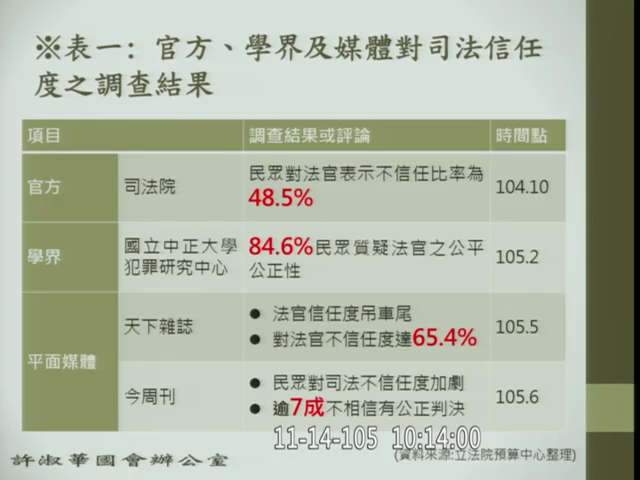 ※表一: 官方、學界及媒體對司法信任
度之調查結果
項目 調查結果或評論 時間點
官方 司法院 民眾對法官表示不信任比率為
48.5% 104.10
學界 國立中正大學
犯罪研究中心 84.6%民眾質疑法官之公平
公正性 105.2
平面媒體 天下雜誌 ● 法官信任度吊車尾
● 對法官不信任度達65.4% 105.5
今周刊 ● 民眾對司法不信任度加劇
● 逾7成不相信有公正判決 105.6
11-14-105 10:14:00
許淑華國會辦公室 (資料來源:立法院預算中心整理)